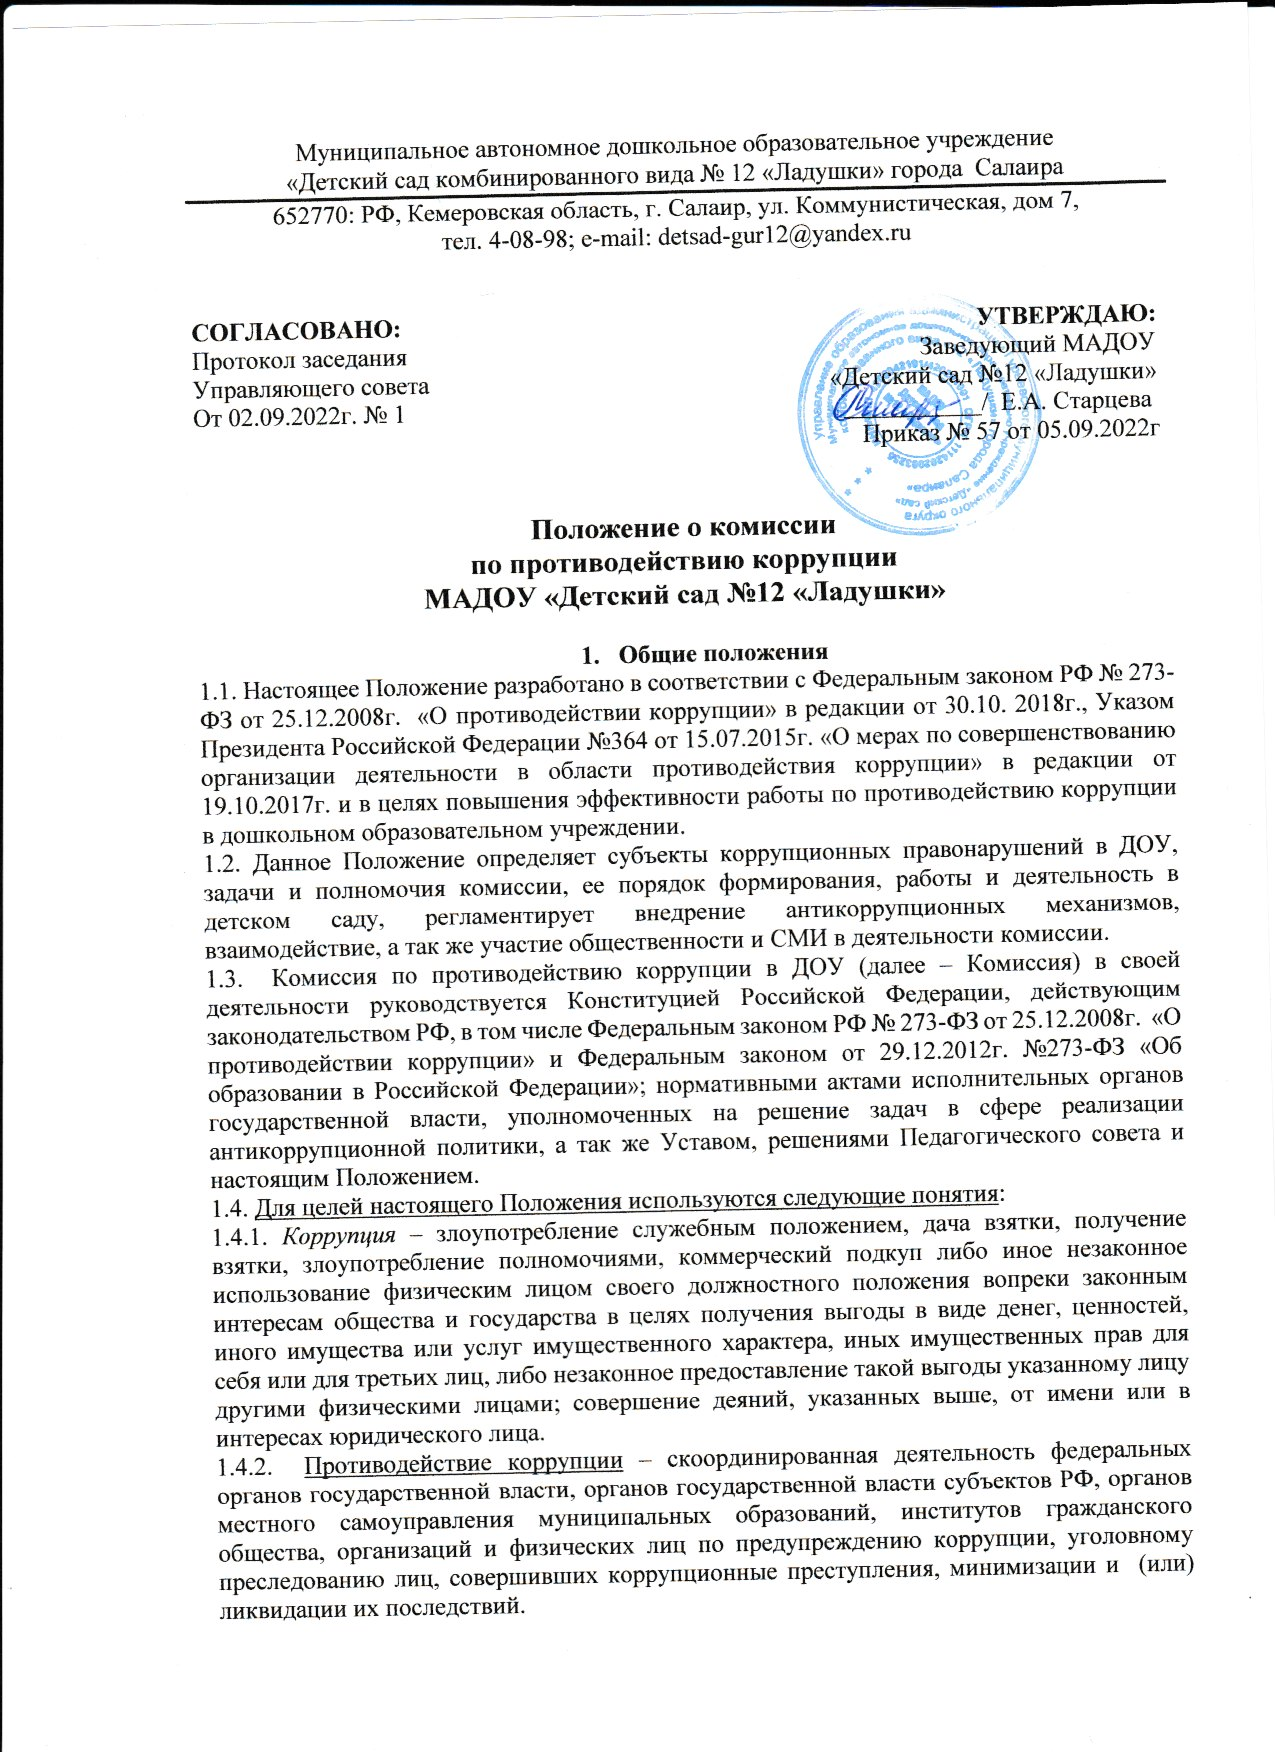 Муниципальное автономное дошкольное образовательное учреждение
«Детский сад комбинированного вида № 12 «Ладушки» города  Салаира
652770: РФ, Кемеровская область, г. Салаир, ул. Коммунистическая, дом 7,
тел. 4-08-98; e-mail: detsad-gur12@yandex.ru
СОГЛАСОВАНО:
Протокол заседания
Управляющего совета
От 02.09.2022г. № 1
УТВЕРЖДАЮ:
Заведующий МАДОУ
«Детский сад №12 «Ладушки»
/ Е.А. Старцева
Приказ № 57 от 05.09.2022г
Положение о комиссии
по противодействию коррупции
МАДОУ «Детский сад №12 «Ладушки»
1. Общие положения
1.1. Настоящее Положение разработано в соответствии с Федеральным законом РФ № 273-
ФЗ от 25.12.2008г.  «О противодействии коррупции» в редакции от 30.10. 2018г., Указом
Президента Российской Федерации №364 от 15.07.2015г. «О мерах по совершенствованию
организации деятельности в области противодействия коррупции» в редакции от
19.10.2017г. и в целях повышения эффективности работы по противодействию коррупции
в дошкольном образовательном учреждении.
1.2. Данное Положение определяет субъекты коррупционных правонарушений в ДОУ,
задачи и полномочия комиссии, ее порядок формирования, работы и деятельность в
детском саду, регламентирует внедрение антикоррупционных механизмов,
взаимодействие, а так же участие общественности и СМИ в деятельности комиссии.
1.3. Комиссия по противодействию коррупции в ДОУ (далее – Комиссия) в своей
деятельности руководствуется Конституцией Российской Федерации, действующим
законодательством РФ, в том числе Федеральным законом РФ № 273-ФЗ от 25.12.2008г. «О
противодействии коррупции» и Федеральным законом от 29.12.2012г. №273-ФЗ «Об
образовании в Российской Федерации»; нормативными актами исполнительных органов
государственной власти, уполномоченных на решение задач в сфере реализации
антикоррупционной политики, а так же Уставом, решениями Педагогического совета и
настоящим Положением.
1.4. Для целей настоящего Положения используются следующие понятия:
1.4.1. Коррупция – злоупотребление служебным положением, дача взятки, получение
взятки, злоупотребление полномочиями, коммерческий подкуп либо иное незаконное
использование физическим лицом своего должностного положения вопреки законным
интересам общества и государства в целях получения выгоды в виде денег, ценностей,
иного имущества или услуг имущественного характера, иных имущественных прав для
себя или для третьих лиц, либо незаконное предоставление такой выгоды указанному лицу
другими физическими лицами; совершение деяний, указанных выше, от имени или в
интересах юридического лица.
1.4.2. Противодействие коррупции – скоординированная деятельность федеральных
органов государственной власти, органов государственной власти субъектов РФ, органов
местного самоуправления муниципальных образований, институтов гражданского
общества, организаций и физических лиц по предупреждению коррупции, уголовному
преследованию лиц, совершивших коррупционные преступления, минимизации и (или)
ликвидации их последствий.